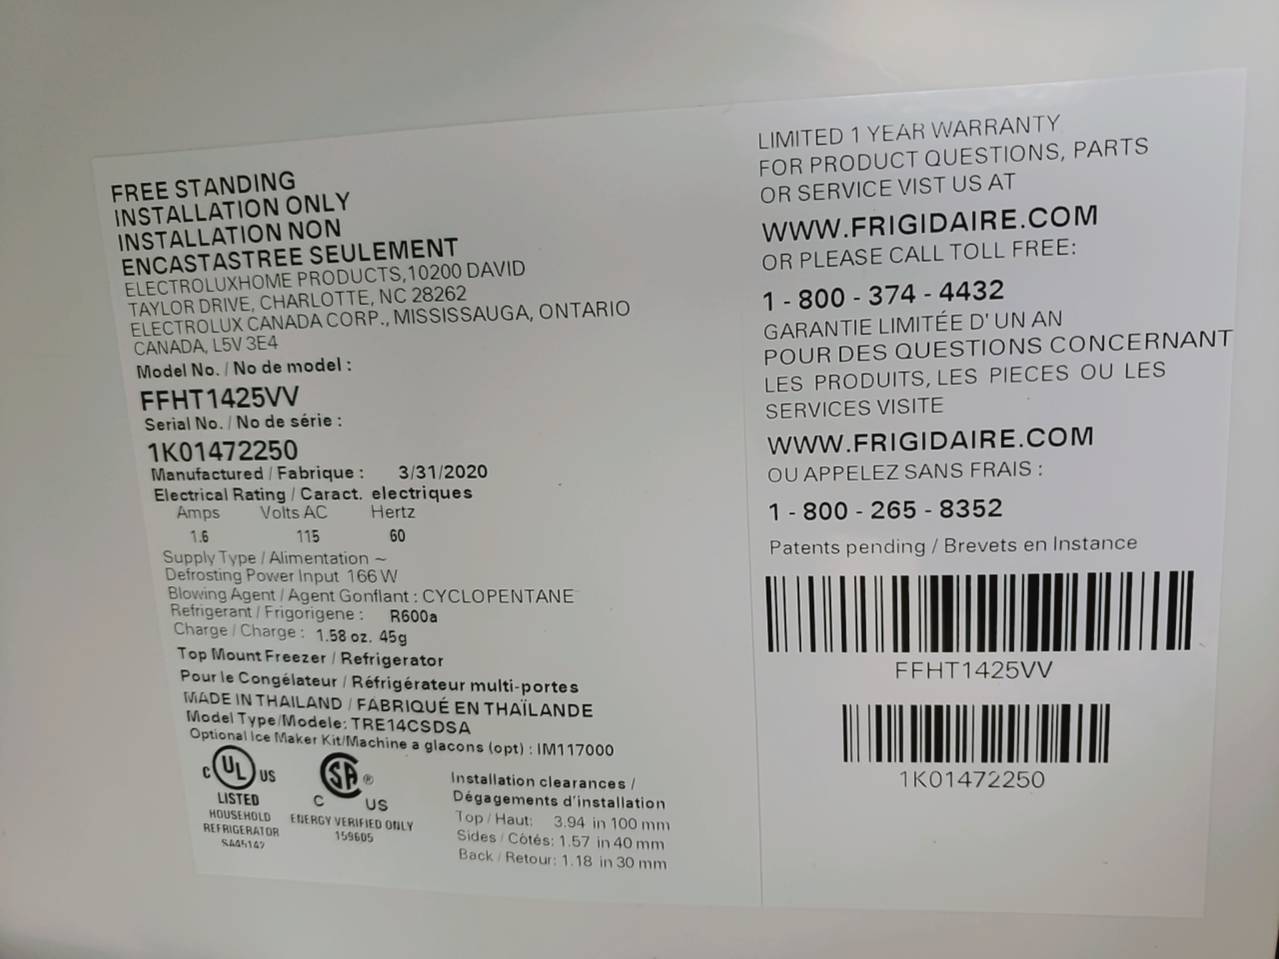 FREE STANDING
INSTALLATION ONLY
INSTALLATION NON
ENCASTASTREE SEULEMENT
ELECTROLUXHOME PRODUCTS,10200 DAVID
TAYLOR DRIVE, CHARLOTTE, NC 28262
ELECTROLUX CANADA CORP., MISSISSAUGA, ONTARIO
CANADA, L5V 3E4
Model No. / No de model :
FFHT1425VV
Serial No. / No de série :
1K01472250
Manufactured / Fabrique : 3/31/2020
Electrical Rating / Caract. electriques
Amps Volts AC Hertz
1.6 115 60
Supply Type / Alimentation ~
Defrosting Power Input 166 W
Blowing Agent / Agent Gonflant : CYCLOPENTANE
Refrigerant / Frigorigene : R600a
Charge / Charge : 1.58 oz. 45g
Top Mount Freezer / Refrigerator
Pour le Congélateur / Réfrigérateur multi-portes
MADE IN THAILAND / FABRIQUÉ EN THAÏLANDE
Model Type/Modele: TRE14CSDSA
Optional Ice Maker Kit/Machine a glacons (opt) : IM117000
C UL US
LISTED
HOUSEHOLD
REFRIGERATOR
SA45142
SA ®
C US
ENERGY VERIFIED ONLY
159605
Installation clearances /
Dégagements d'installation
Top / Haut: 3.94 in 100 mm
Sides / Côtés: 1.57 in 40 mm
Back / Retour: 1.18 in 30 mm
LIMITED 1 YEAR WARRANTY
FOR PRODUCT QUESTIONS, PARTS
OR SERVICE VIST US AT
WWW.FRIGIDAIRE.COM
OR PLEASE CALL TOLL FREE:
1 - 800 - 374 - 4432
GARANTIE LIMITÉE D' UN AN
POUR DES QUESTIONS CONCERNANT
LES PRODUITS, LES PIECES OU LES
SERVICES VISITE
WWW.FRIGIDAIRE.COM
OU APPELEZ SANS FRAIS :
1 - 800 - 265 - 8352
Patents pending / Brevets en Instance
FFHT1425VV
1K01472250